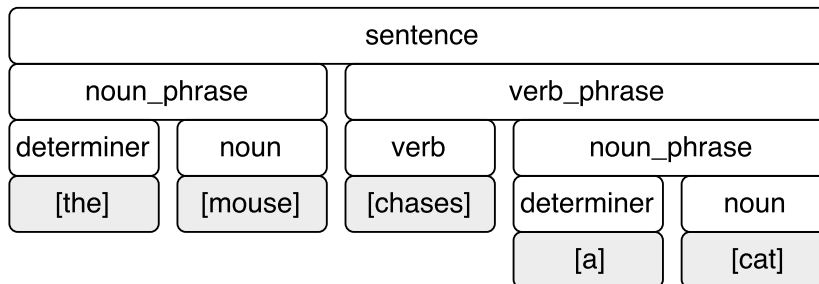 sentence
noun_phrase verb_phrase
determiner noun verb noun_phrase
[the] [mouse] [chases] determiner noun
[a] [cat]